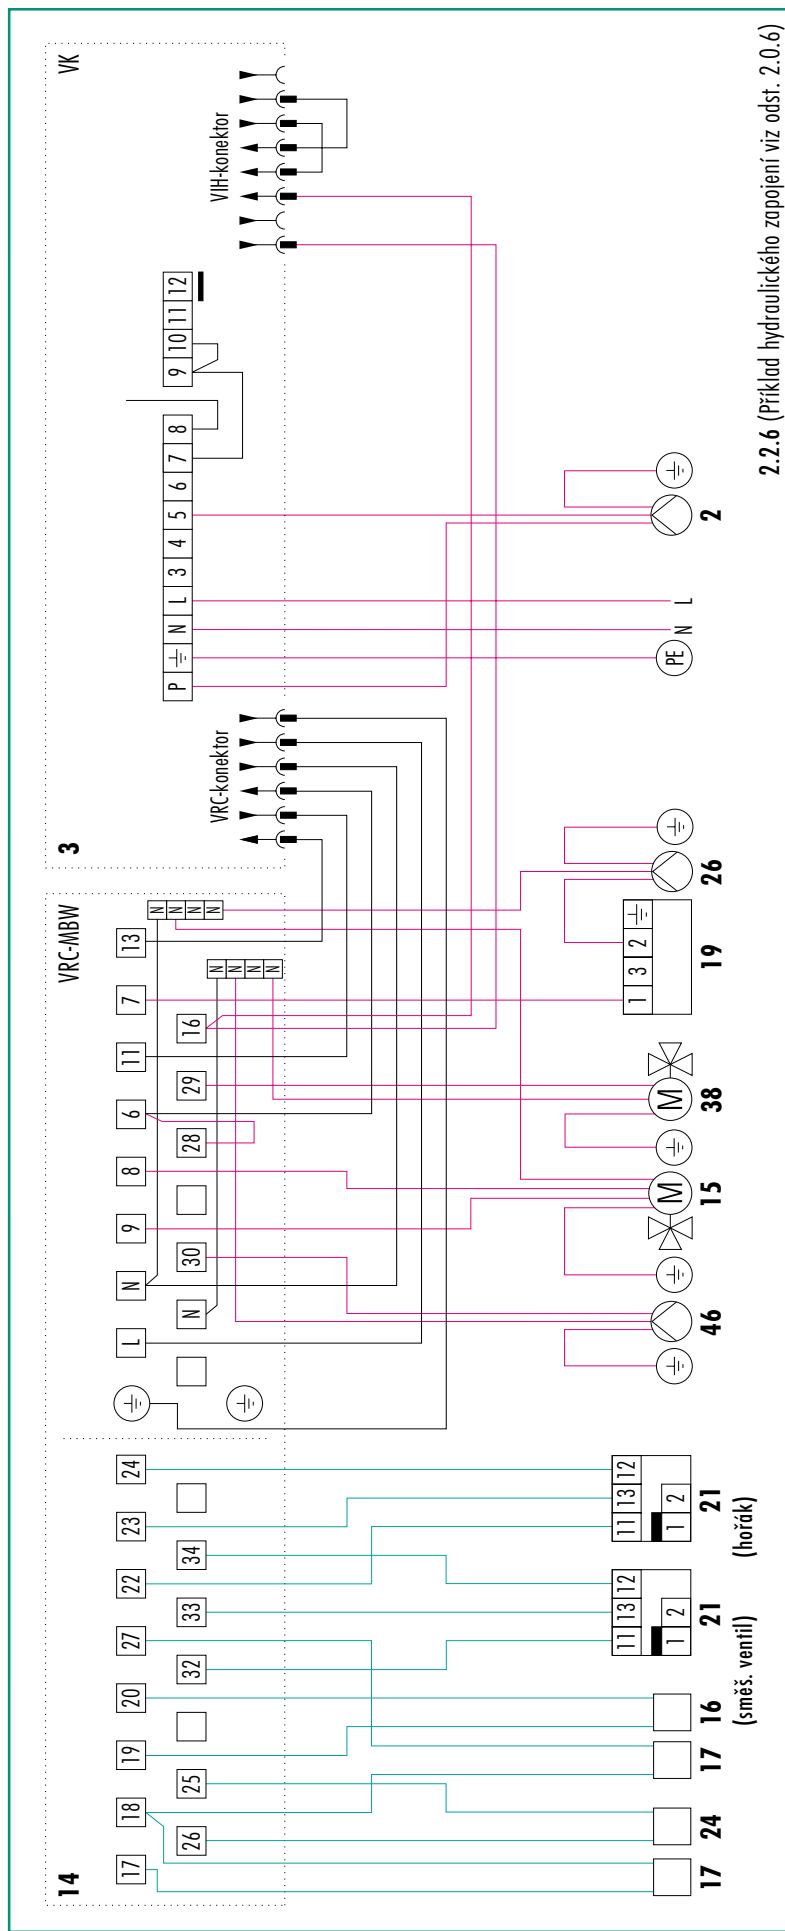 14
VRC-MBW
3
VK
17
18
19
20
27
22
23
24
L
N
9
8
6
11
7
13
26
25
32
33
34
N
30
28
29
16
N
N
N
N
N
N
N
N
VRC-konektor
VIH-konektor
P
N
L
3
4
5
6
7
8
9
10
11
12
11
13
12
1
2
11
13
12
1
2
M
M
1
3
2
PE
N
L
17
24
17
16
21
21
46
15
38
19
26
2
(směš. ventil)
(hořák)
2.2.6 (Příklad hydraulického zapojení viz odst. 2.0.6)